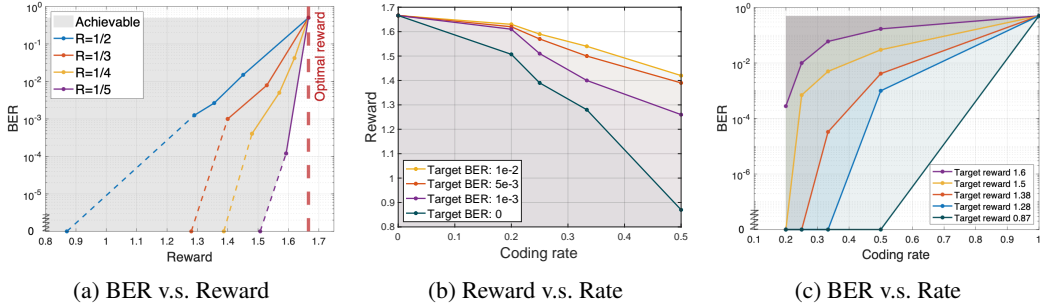 Achievable
R=1/2
R=1/3
R=1/4
R=1/5
Optimal reward
BER
10^0
10^-1
10^-2
10^-3
10^-4
10^-5
0
0.8 0.9 1 1.1 1.2 1.3 1.4 1.5 1.6 1.7
Reward
(a) BER v.s. Reward
Reward
1.7
1.6
1.5
1.4
1.3
1.2
1.1
1
0.9
0.8
Target BER: 1e-2
Target BER: 5e-3
Target BER: 1e-3
Target BER: 0
0 0.1 0.2 0.3 0.4 0.5
Coding rate
(b) Reward v.s. Rate
BER
10^0
10^-2
10^-4
10^-6
0
Target reward 1.6
Target reward 1.5
Target reward 1.38
Target reward 1.28
Target reward 0.87
0.1 0.2 0.3 0.4 0.5 0.6 0.7 0.8 0.9 1
Coding rate
(c) BER v.s. Rate